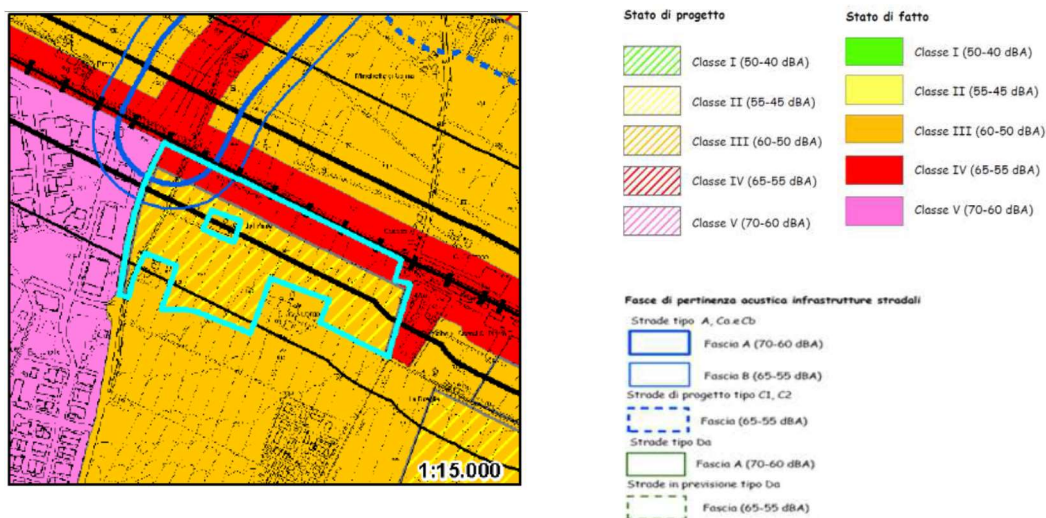 1:15.000
Stato di progetto
Classe I (50-40 dBA)
Classe II (55-45 dBA)
Classe III (60-50 dBA)
Classe IV (65-55 dBA)
Classe V (70-60 dBA)
Stato di fatto
Classe I (50-40 dBA)
Classe II (55-45 dBA)
Classe III (60-50 dBA)
Classe IV (65-55 dBA)
Classe V (70-60 dBA)
Fasce di pertinenza acustica infrastrutture stradali
Strade tipo A, Ca e Cb
Fascia A (70-60 dBA)
Fascia B (65-55 dBA)
Strade di progetto tipo C1, C2
Fascia (65-55 dBA)
Strade tipo Da
Fascia A (70-60 dBA)
Strade in previsione tipo Da
Fascia (65-55 dBA)